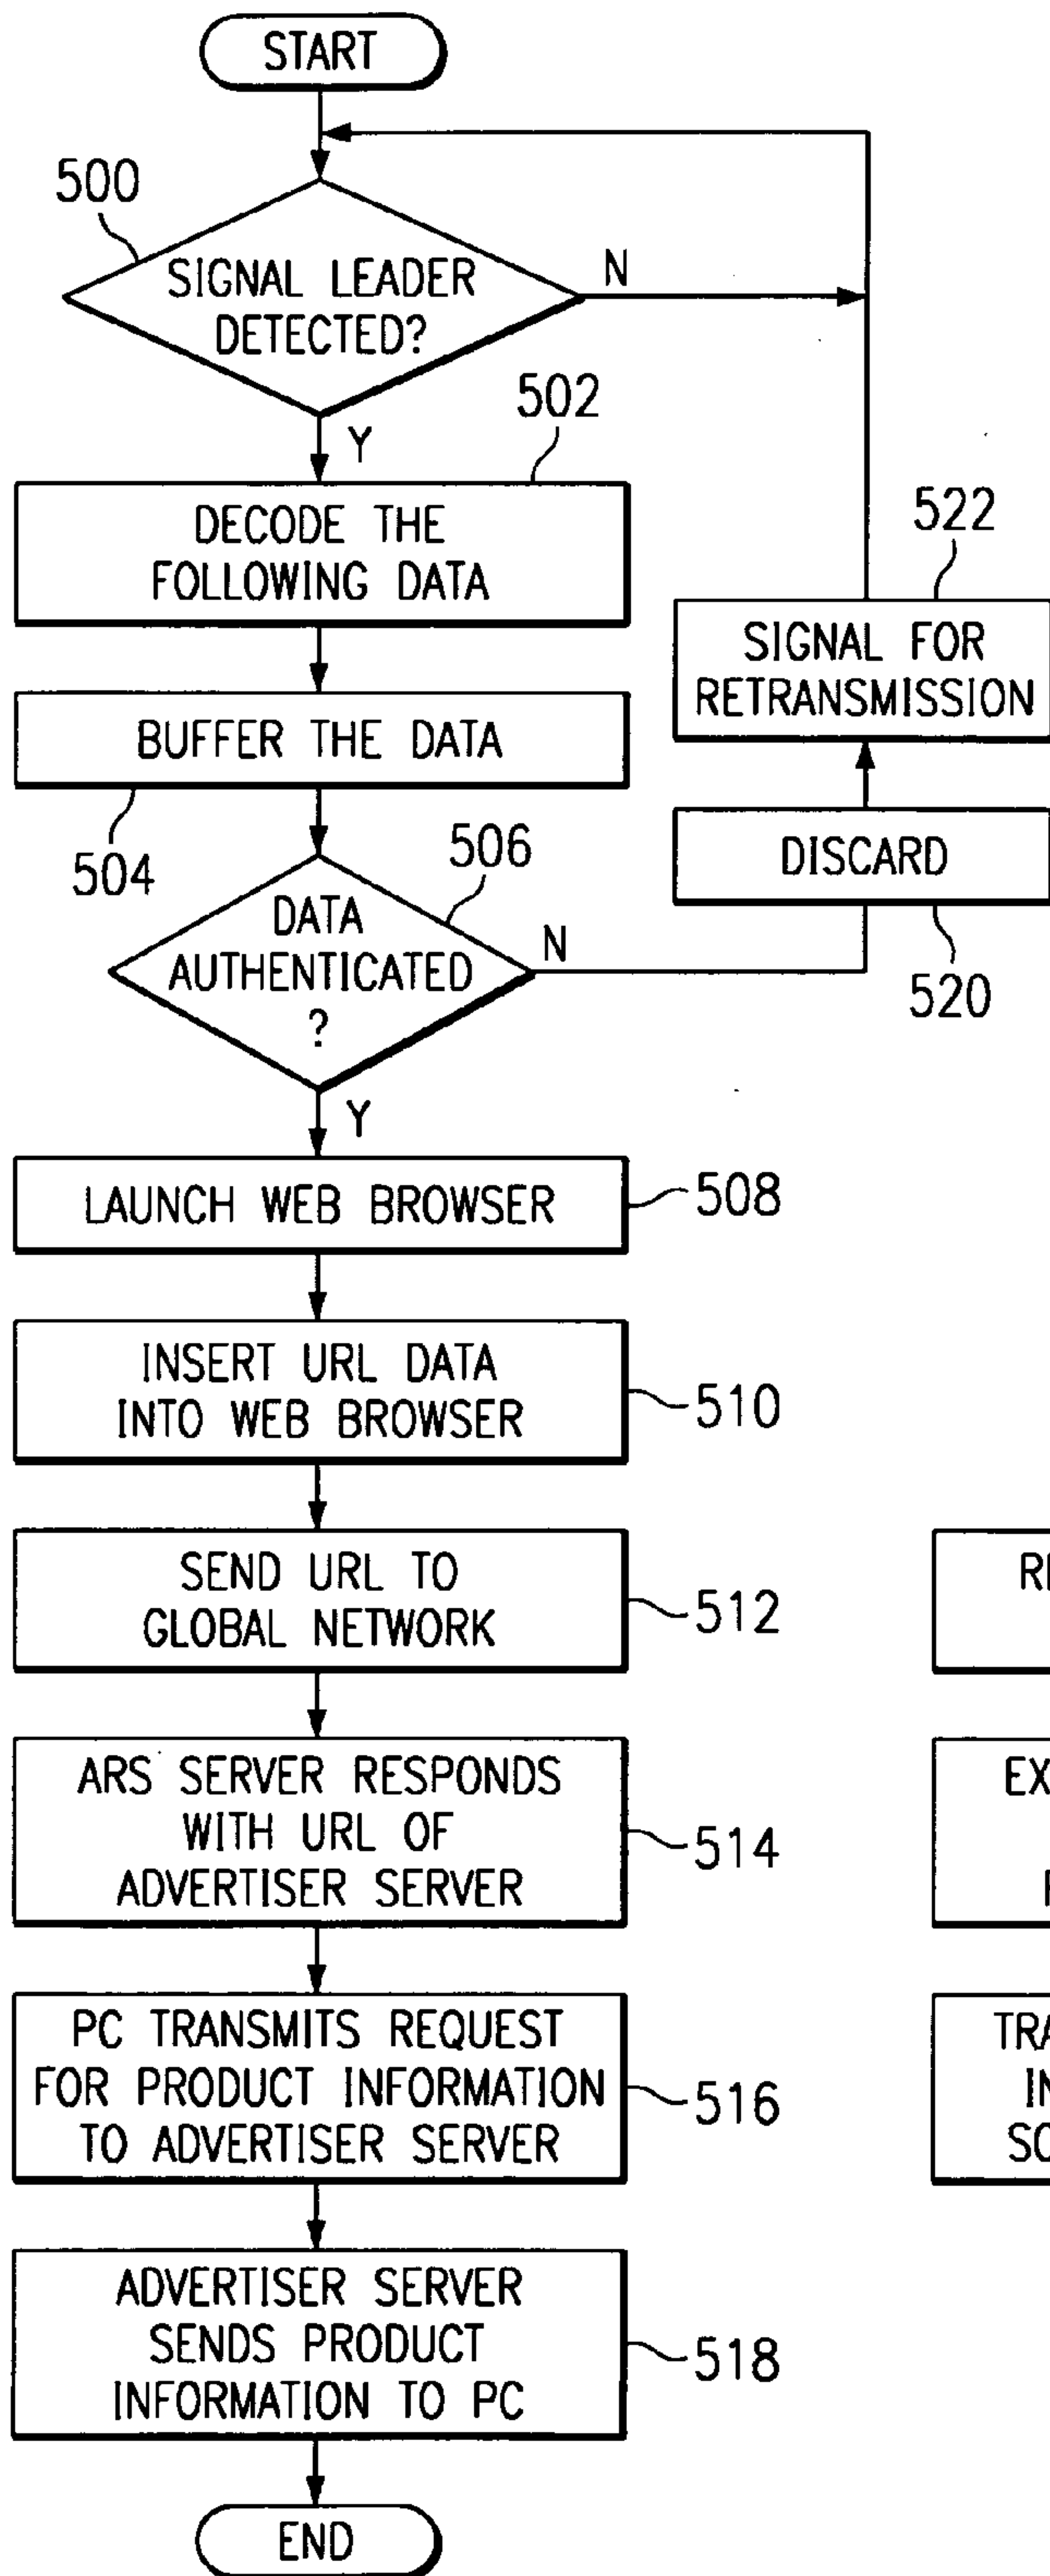 START
500
SIGNAL LEADER
DETECTED?
N
Y
502
DECODE THE
FOLLOWING DATA
522
SIGNAL FOR
RETRANSMISSION
BUFFER THE DATA
504
DISCARD
520
506
DATA
AUTHENTICATED
?
N
Y
LAUNCH WEB BROWSER
508
INSERT URL DATA
INTO WEB BROWSER
510
SEND URL TO
GLOBAL NETWORK
512
ARS SERVER RESPONDS
WITH URL OF
ADVERTISER SERVER
514
PC TRANSMITS REQUEST
FOR PRODUCT INFORMATION
TO ADVERTISER SERVER
516
ADVERTISER SERVER
SENDS PRODUCT
INFORMATION TO PC
518
END